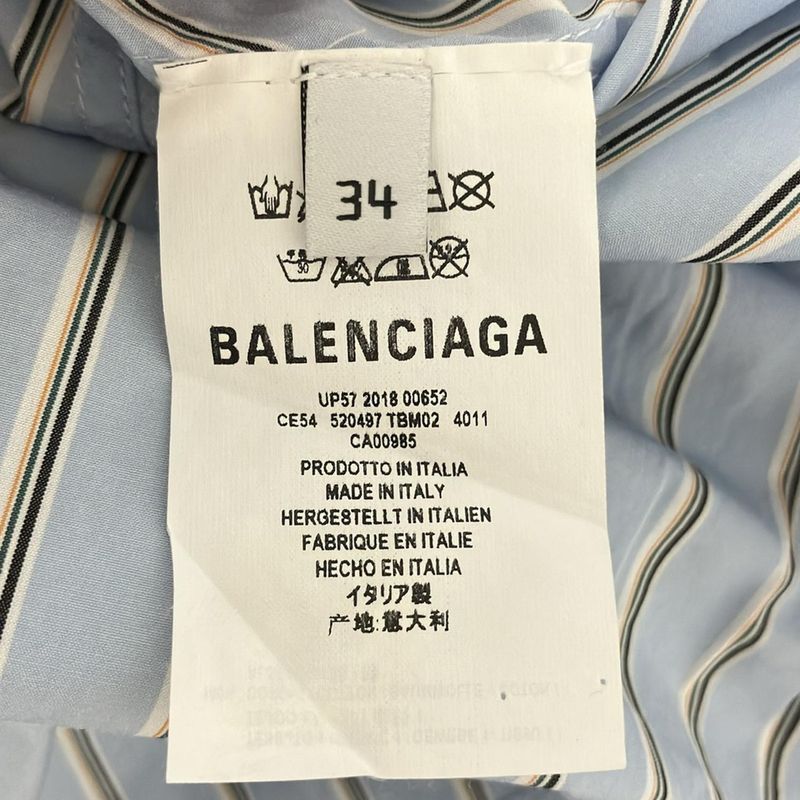 34
BALENCIAGA
UP57 2018 00652
CE54 520497 TBM02 4011
CA00985
PRODOTTO IN ITALIA
MADE IN ITALY
HERGESTELLT IN ITALIEN
FABRIQUE EN ITALIE
HECHO EN ITALIA
イタリア製
产地:意大利